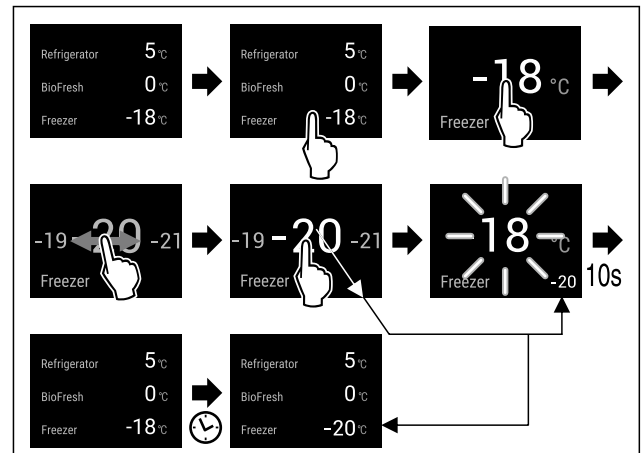 Refrigerator 5 °C
BioFresh 0 °C
Freezer -18 °C
Refrigerator 5 °C
BioFresh 0 °C
Freezer -18 °C
-18 °C
Freezer
-19 -20 -21
Freezer
-19 -20 -21
Freezer
-18 °C
Freezer -20
10s
Refrigerator 5 °C
BioFresh 0 °C
Freezer -18 °C
Refrigerator 5 °C
BioFresh 0 °C
Freezer -20 °C